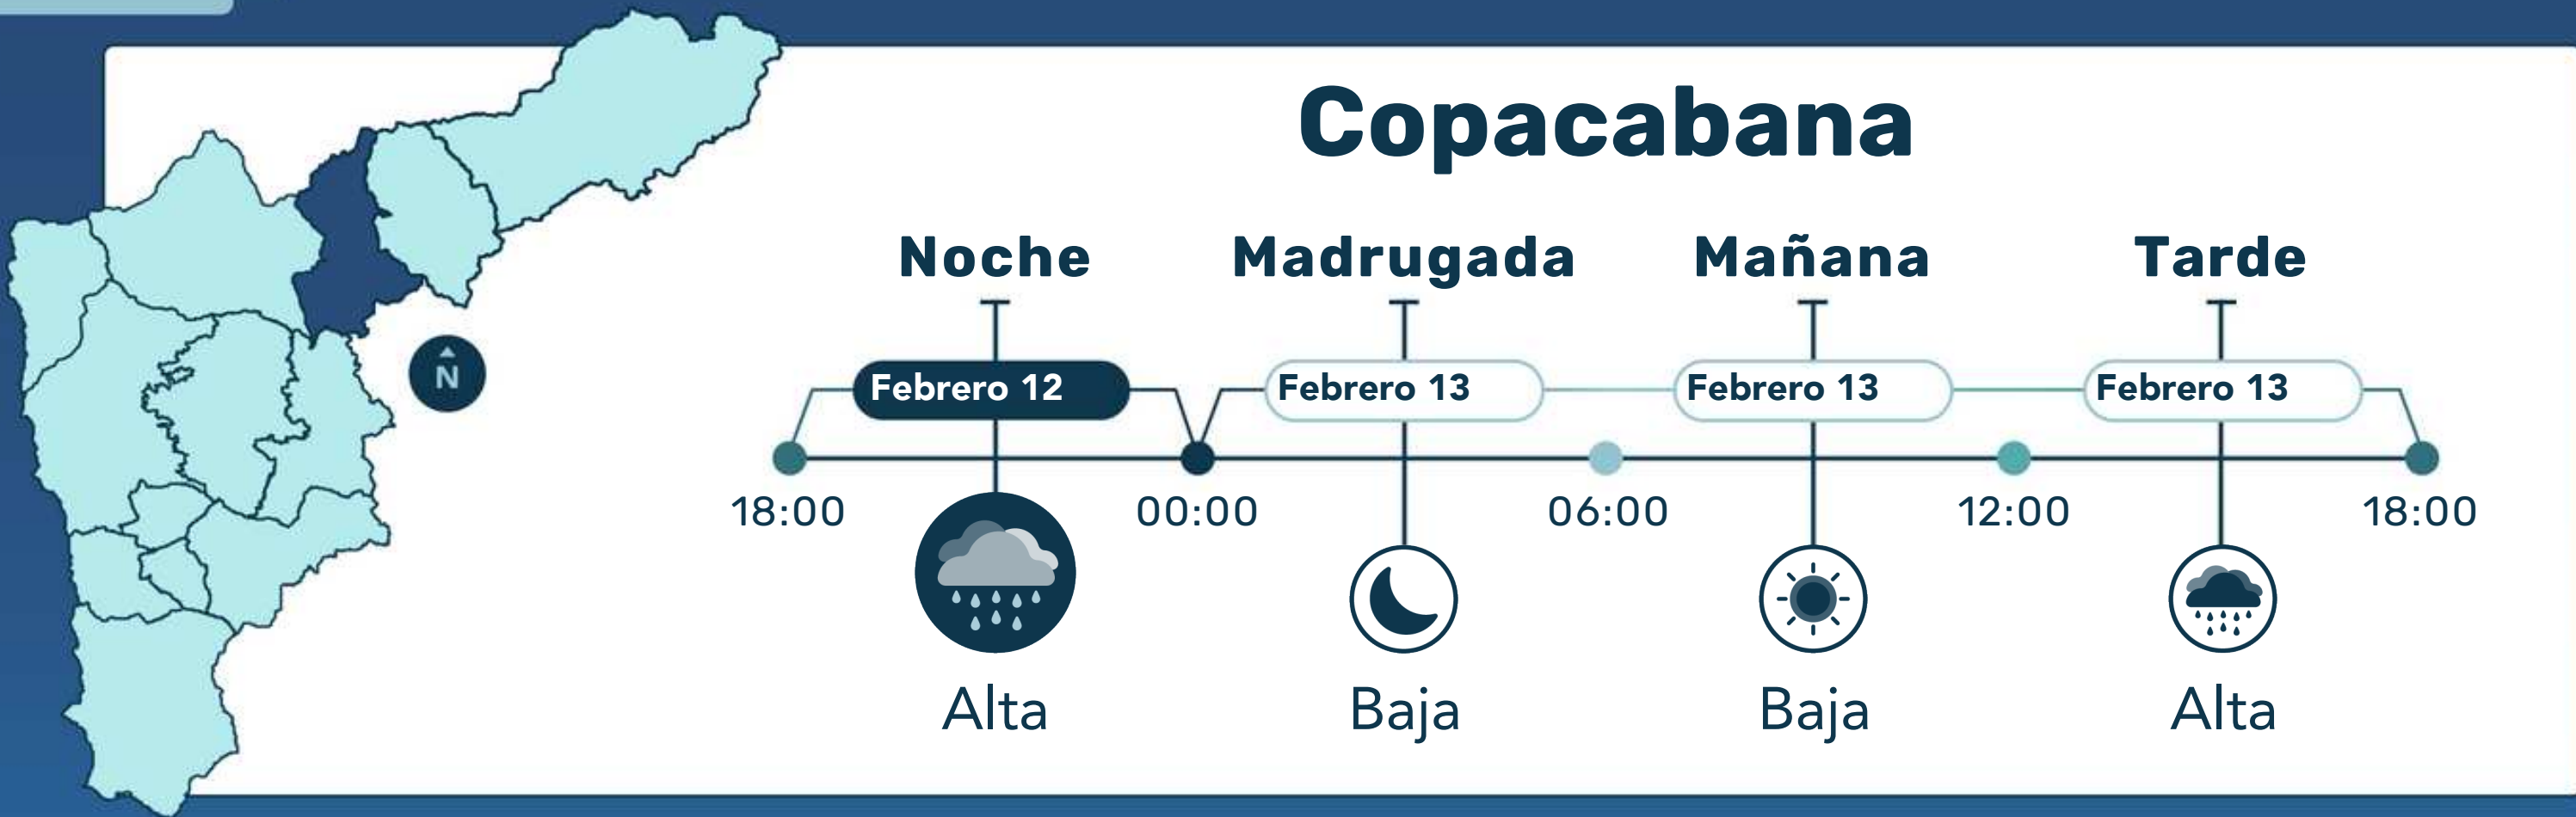 Copacabana
Noche Madrugada Mañana Tarde
Febrero 12 Febrero 13 Febrero 13 Febrero 13
N
18:00 00:00 06:00 12:00 18:00
Alta Baja Baja Alta